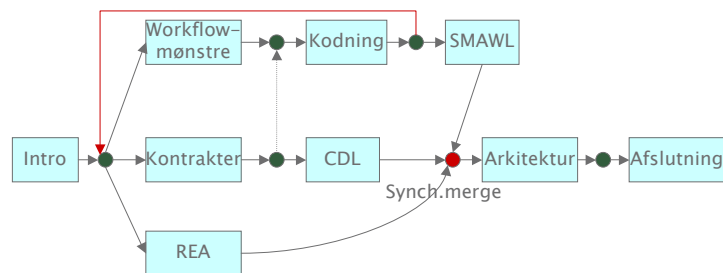 Workflow-
mønstre
Kodning
SMAWL
Intro
Kontrakter
CDL
Arkitektur
Afslutning
Synch.merge
REA